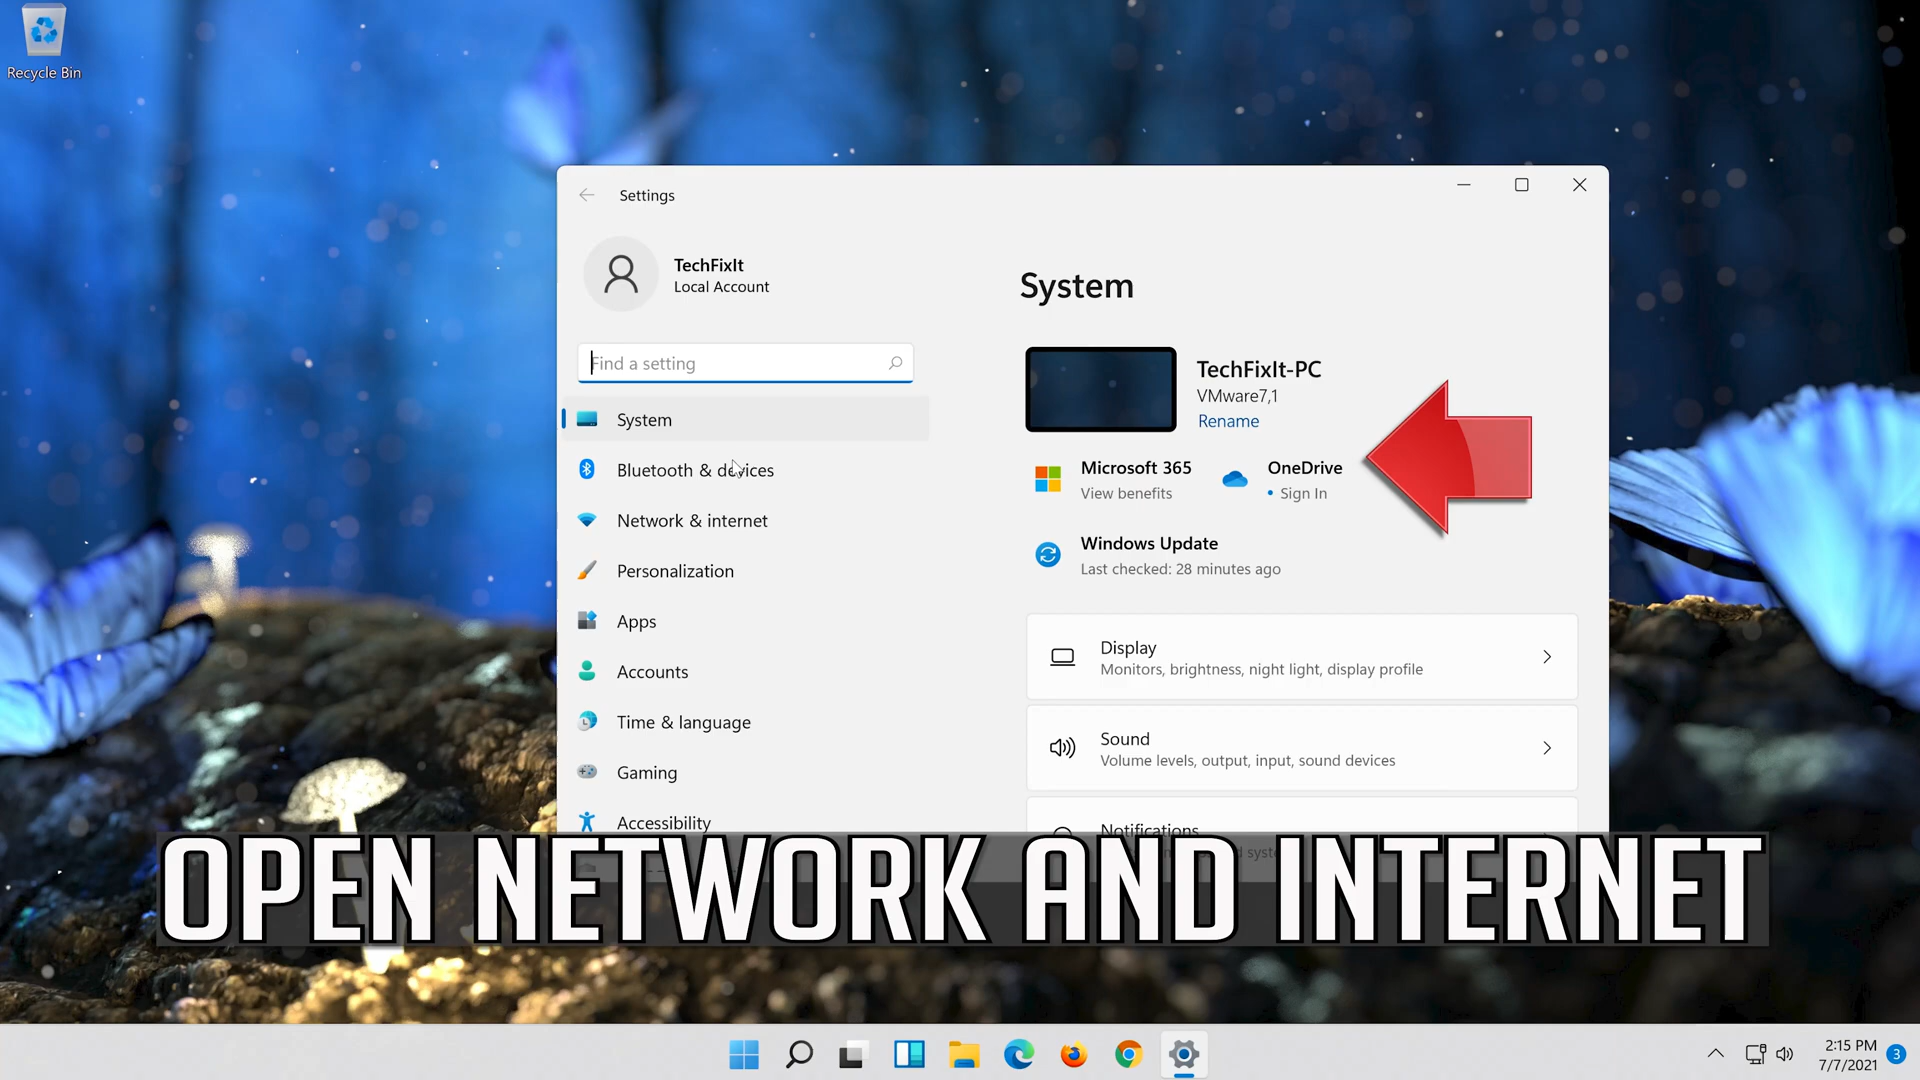 Recycle Bin
Settings
TechFixIt
Local Account
Find a setting
System
Bluetooth & devices
Network & internet
Personalization
Apps
Accounts
Time & language
Gaming
Accessibility
System
TechFixIt-PC
VMware7,1
Rename
Microsoft 365
View benefits
OneDrive
• Sign In
Windows Update
Last checked: 28 minutes ago
Display
Monitors, brightness, night light, display profile
Sound
Volume levels, output, input, sound devices
Notifications
OPEN NETWORK AND INTERNET
2:15 PM
7/7/2021
3